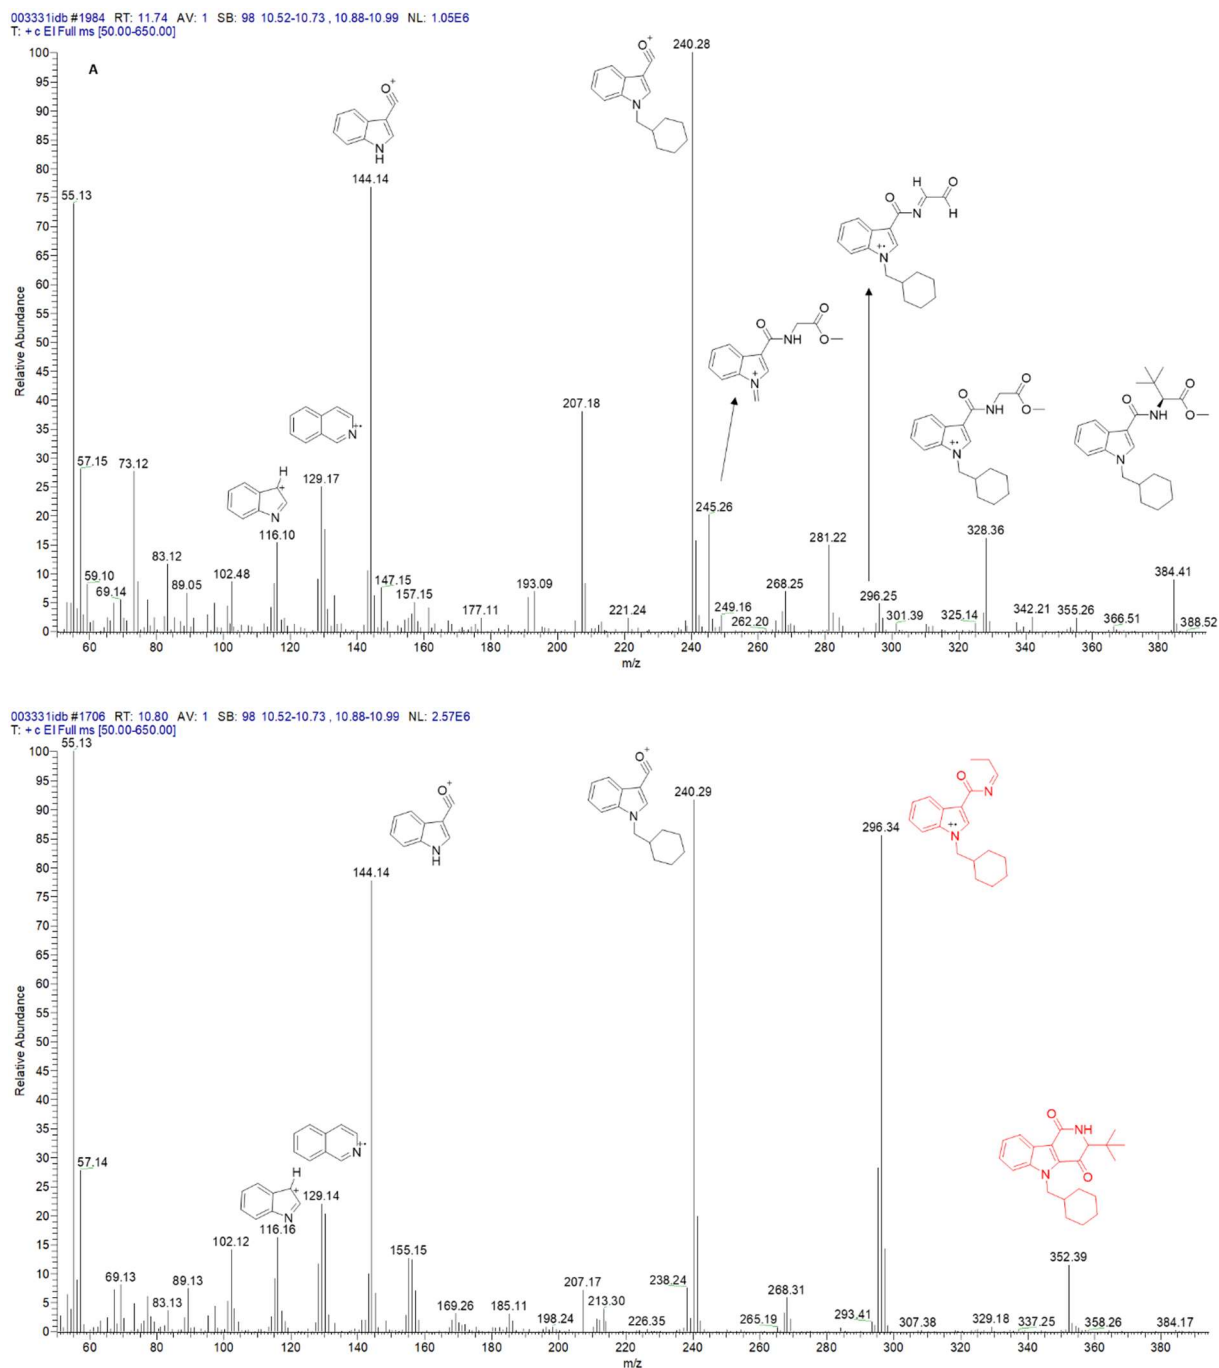 003331idb #1984 RT: 11.74 AV: 1 SB: 98 10.52-10.73 , 10.88-10.99 NL: 1.05E6
T: + c EI Full ms [50.00-650.00]
A
Relative Abundance
100
95
90
85
80
75
70
65
60
55
50
45
40
35
30
25
20
15
10
5
0
55.13
57.15
59.10
69.14
73.12
83.12
89.05
102.48
116.10
129.17
144.14
147.15
157.15
177.11
193.09
207.18
221.24
240.28
245.26
249.16
262.20
268.25
281.22
296.25
301.39
325.14
328.36
342.21
355.26
366.51
384.41
388.52
O+
N
H
O+
N
H
+
N
N+•
O
NH
O
O
N+
O
H
O
N
H
+•
N
O
NH
O
O
+•
N
O
NH
O
O
N
60 80 100 120 140 160 180 200 220 240 260 280 300 320 340 360 380
m/z
003331idb #1706 RT: 10.80 AV: 1 SB: 98 10.52-10.73 , 10.88-10.99 NL: 2.57E6
T: + c EI Full ms [50.00-650.00]
Relative Abundance
100
95
90
85
80
75
70
65
60
55
50
45
40
35
30
25
20
15
10
5
0
55.13
57.14
69.13
83.13
89.13
102.12
116.16
129.14
144.14
155.15
169.26
185.11
198.24
207.17
213.30
226.35
238.24
240.29
265.19
268.31
293.41
296.34
307.38
329.18
337.25
352.39
358.26
384.17
O+
N
H
O+
N
H
+
N
N+•
O
N
+•
N
O
NH
O
N
60 80 100 120 140 160 180 200 220 240 260 280 300 320 340 360 380
m/z